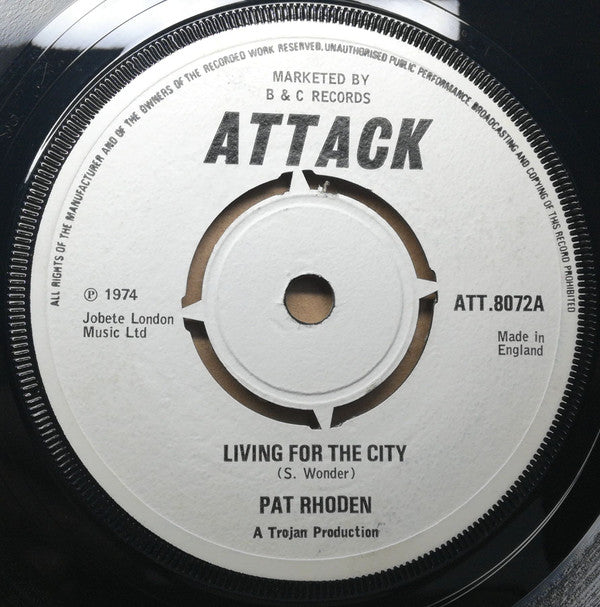 ALL RIGHTS OF THE MANUFACTURER AND OF THE OWNERS OF THE RECORDED WORK RESERVED. UNAUTHORISED PUBLIC PERFORMANCE, BROADCASTING AND COPYING OF THIS RECORD PROHIBITED
MARKETED BY
B & C RECORDS
ATTACK
℗ 1974
Jobete London
Music Ltd
ATT.8072A
Made in
England
LIVING FOR THE CITY
(S. Wonder)
PAT RHODEN
A Trojan Production